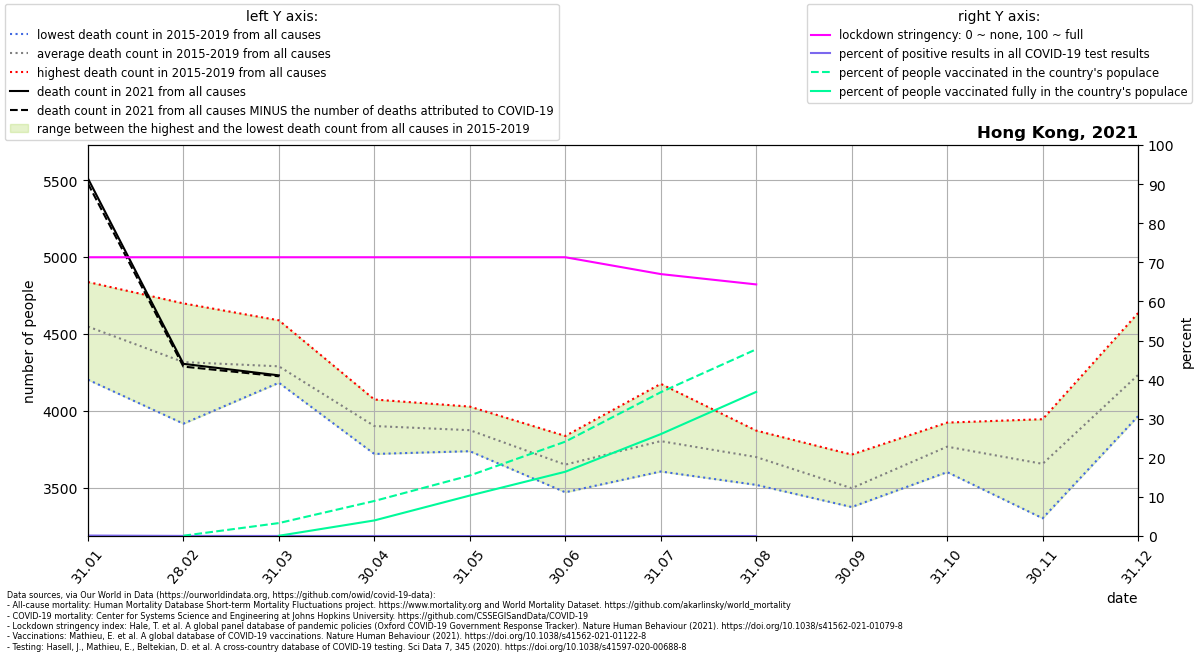 left Y axis:
lowest death count in 2015-2019 from all causes
average death count in 2015-2019 from all causes
highest death count in 2015-2019 from all causes
death count in 2021 from all causes
death count in 2021 from all causes MINUS the number of deaths attributed to COVID-19
range between the highest and the lowest death count from all causes in 2015-2019
right Y axis:
lockdown stringency: 0 ~ none, 100 ~ full
percent of positive results in all COVID-19 test results
percent of people vaccinated in the country's populace
percent of people vaccinated fully in the country's populace
Hong Kong, 2021
number of people
5500
5000
4500
4000
3500
100
90
80
70
60
50
40
30
20
10
0
percent
31.01
28.02
31.03
30.04
31.05
30.06
31.07
31.08
30.09
31.10
30.11
31.12
date
Data sources, via Our World in Data (https://ourworldindata.org, https://github.com/owid/covid-19-data):
- All-cause mortality: Human Mortality Database Short-term Mortality Fluctuations project. https://www.mortality.org and World Mortality Dataset. https://github.com/akarlinsky/world_mortality
- COVID-19 mortality: Center for Systems Science and Engineering at Johns Hopkins University. https://github.com/CSSEGISandData/COVID-19
- Lockdown stringency index: Hale, T. et al. A global panel database of pandemic policies (Oxford COVID-19 Government Response Tracker). Nature Human Behaviour (2021). https://doi.org/10.1038/s41562-021-01079-8
- Vaccinations: Mathieu, E. et al. A global database of COVID-19 vaccinations. Nature Human Behaviour (2021). https://doi.org/10.1038/s41562-021-01122-8
- Testing: Hasell, J., Mathieu, E., Beltekian, D. et al. A cross-country database of COVID-19 testing. Sci Data 7, 345 (2020). https://doi.org/10.1038/s41597-020-00688-8